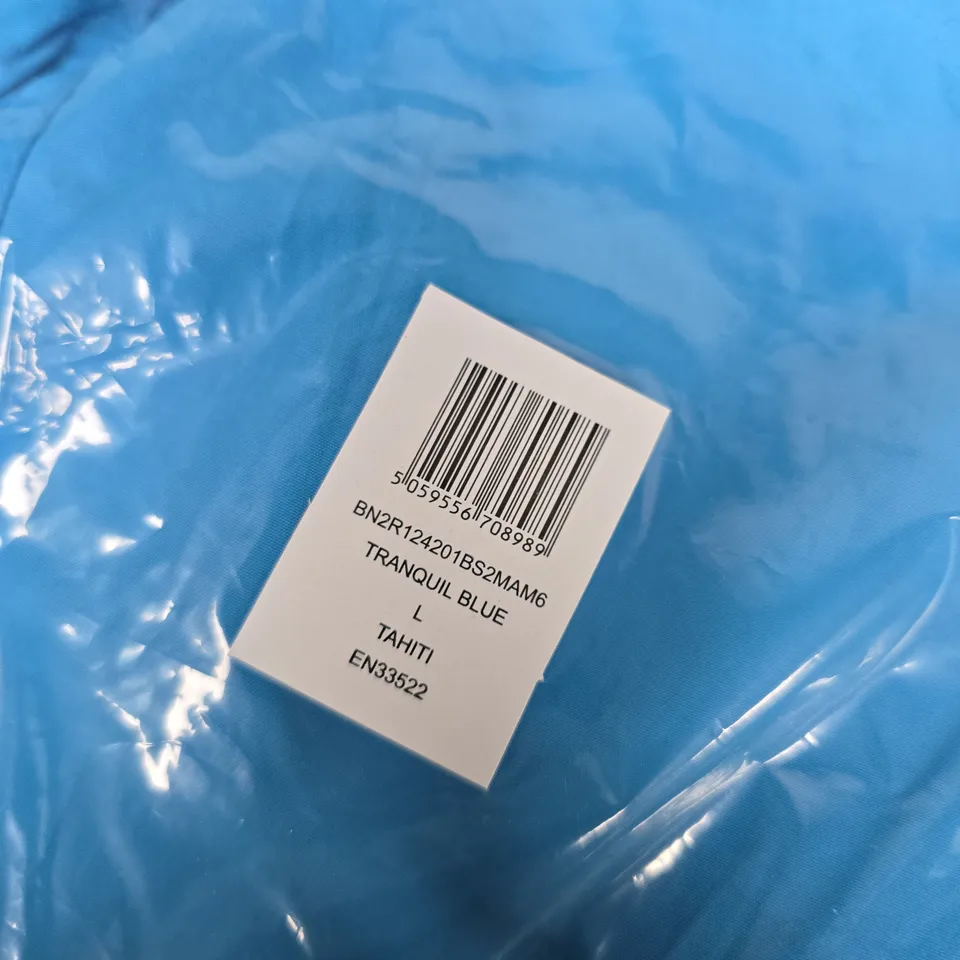 5 059556 708989
BN2R124201BS2MAM6
TRANQUIL BLUE
L
TAHITI
EN33522